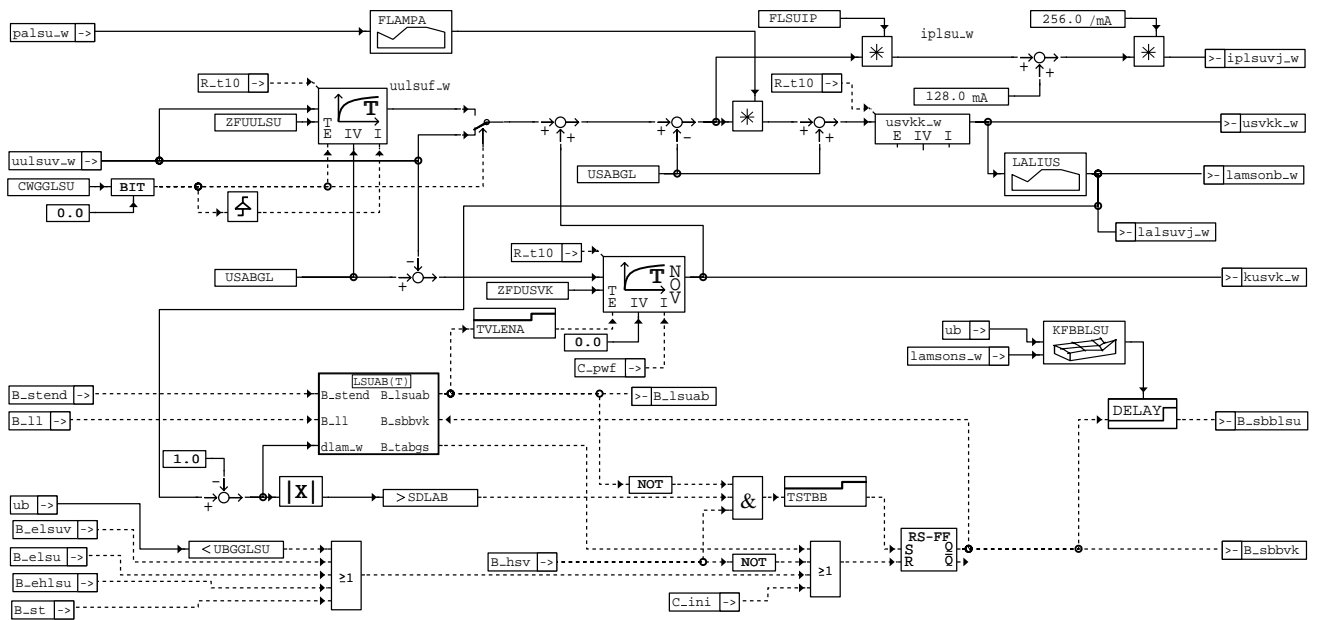 FLAMPA
FLSUIP
256.0 /mA
palsu_w ->
iplsu_w
>- iplsuvj_w
R_t10 ->
uulsuf_w
R_t10 ->
128.0 mA
ZFUULSU
T
T
E IV I
usvkk_w
E IV I
>- usvkk_w
uulsuv_w ->
LALIUS
USABGL
>- lamsonb_w
CWGGLSU
BIT
0.0
>- lalsuvj_w
R_t10 ->
USABGL
T
NOV
>- kusvk_w
ZFDUSVK
T
E IV I
TVLENA
0.0
ub ->
KFBBLSU
lamsons_w ->
C_pwf ->
LSUAB(T)
B_stend ->
B_stend B_lsuab
>- B_lsuab
DELAY
B_ll ->
B_ll B_sbbvk
>- B_sbblsu
dlam_w B_tabgs
1.0
|X|
>SDLAB
NOT
&
TSTBB
ub ->
B_elsuv ->
<UBGGLSU
RS-FF
S Q
R Q
B_elsu ->
B_hsv ->
NOT
>- B_sbbvk
B_ehlsu ->
≥1
≥1
B_st ->
C_ini ->